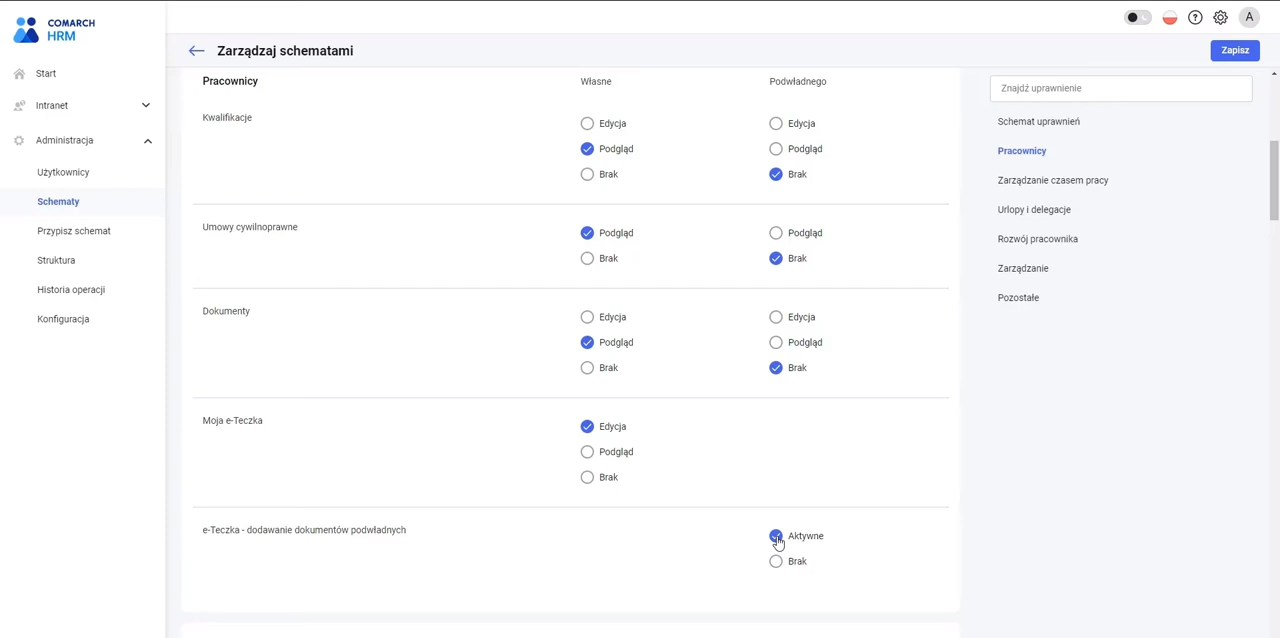 COMARCH
HRM
A
Zarządzaj schematami
Zapisz
Start
Intranet
Administracja
Użytkownicy
Schematy
Przypisz schemat
Struktura
Historia operacji
Konfiguracja
Pracownicy
Własne
Podwładnego
Kwalifikacje
Edycja
Edycja
Podgląd
Podgląd
Brak
Brak
Umowy cywilnoprawne
Podgląd
Podgląd
Brak
Brak
Dokumenty
Edycja
Edycja
Podgląd
Podgląd
Brak
Brak
Moja e-Teczka
Edycja
Podgląd
Brak
e-Teczka - dodawanie dokumentów podwładnych
Aktywne
Brak
Znajdź uprawnienie
Schemat uprawnień
Pracownicy
Zarządzanie czasem pracy
Urlopy i delegacje
Rozwój pracownika
Zarządzanie
Pozostałe